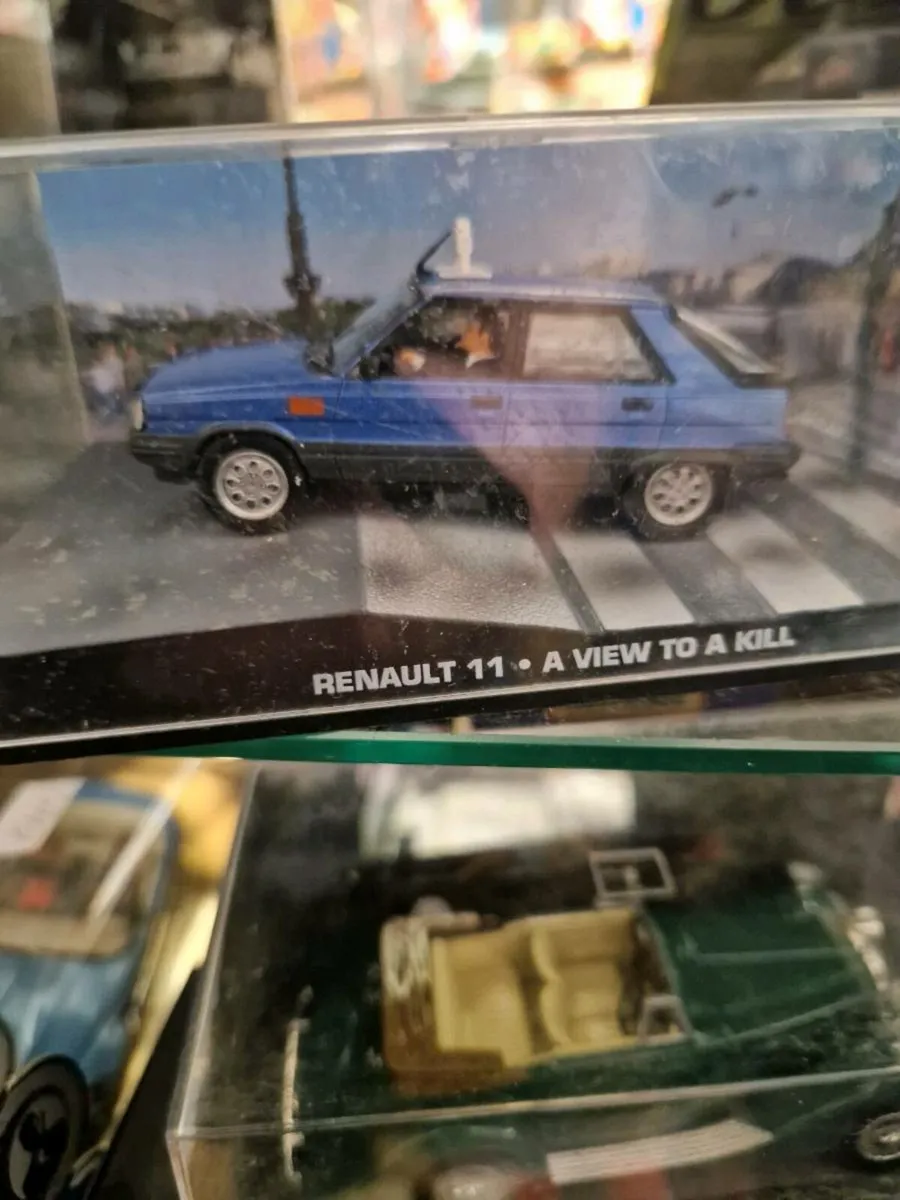 RENAULT 11 • A VIEW TO A KILL